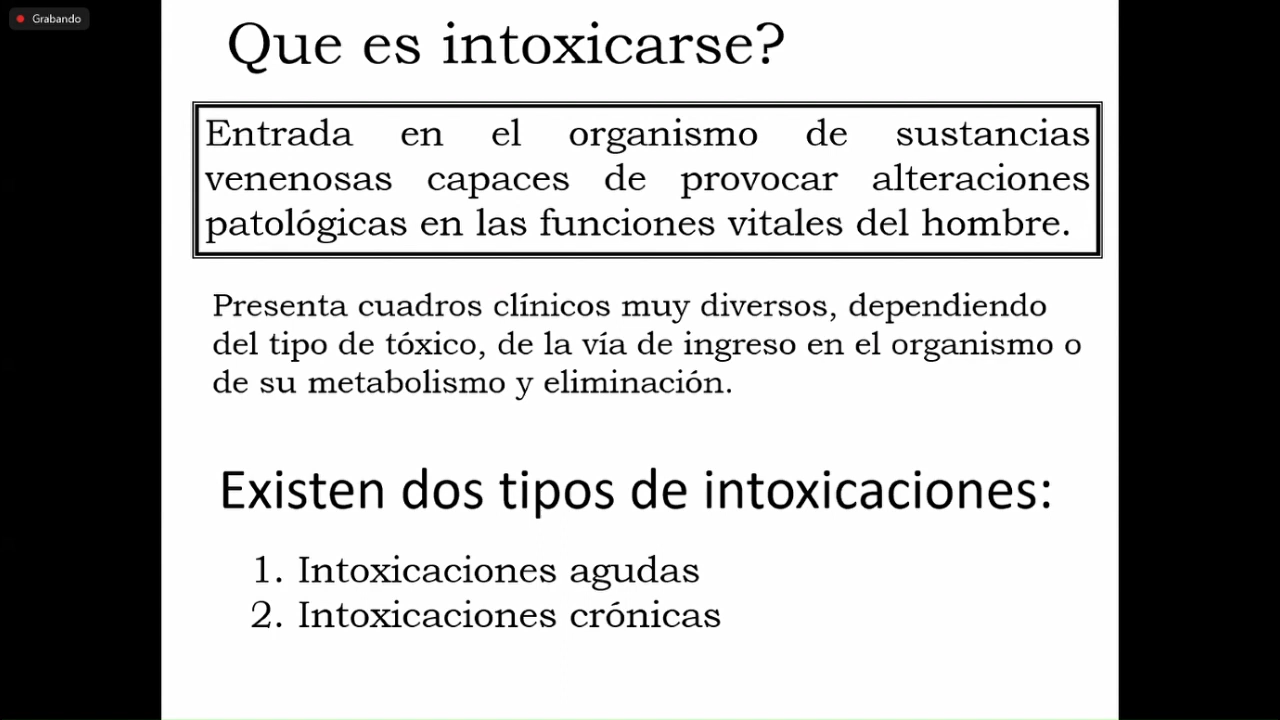 Grabando
Que es intoxicarse?
Entrada en el organismo de sustancias
venenosas capaces de provocar alteraciones
patológicas en las funciones vitales del hombre.
Presenta cuadros clínicos muy diversos, dependiendo
del tipo de tóxico, de la vía de ingreso en el organismo o
de su metabolismo y eliminación.
Existen dos tipos de intoxicaciones:
1. Intoxicaciones agudas
2. Intoxicaciones crónicas